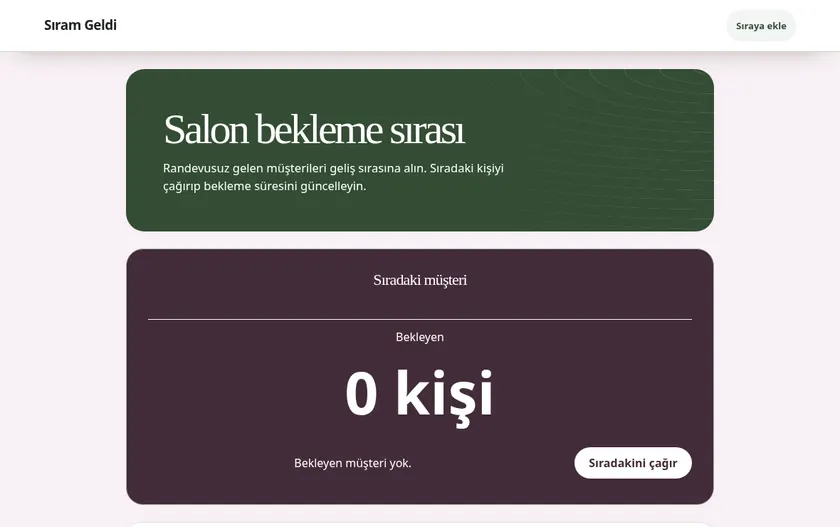 Sıram Geldi
Sıraya ekle
Salon bekleme sırası
Randevusuz gelen müşterileri geliş sırasına alın. Sıradaki kişiyi
çağırıp bekleme süresini güncelleyin.
Sıradaki müşteri
Bekleyen
0 kişi
Bekleyen müşteri yok.
Sıradakini çağır